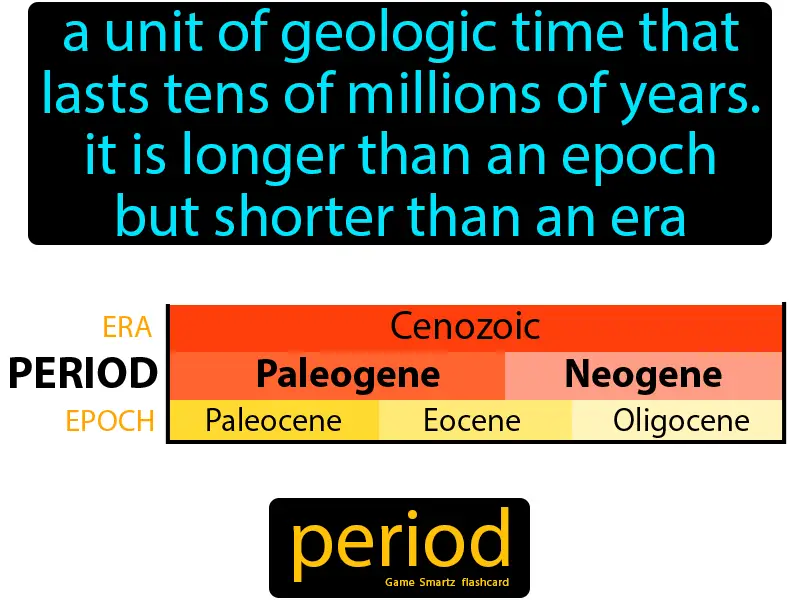 a unit of geologic time that
lasts tens of millions of years.
it is longer than an epoch
but shorter than an era
ERA Cenozoic
PERIOD Paleogene Neogene
EPOCH Paleocene Eocene Oligocene
period
Game Smartz flashcard